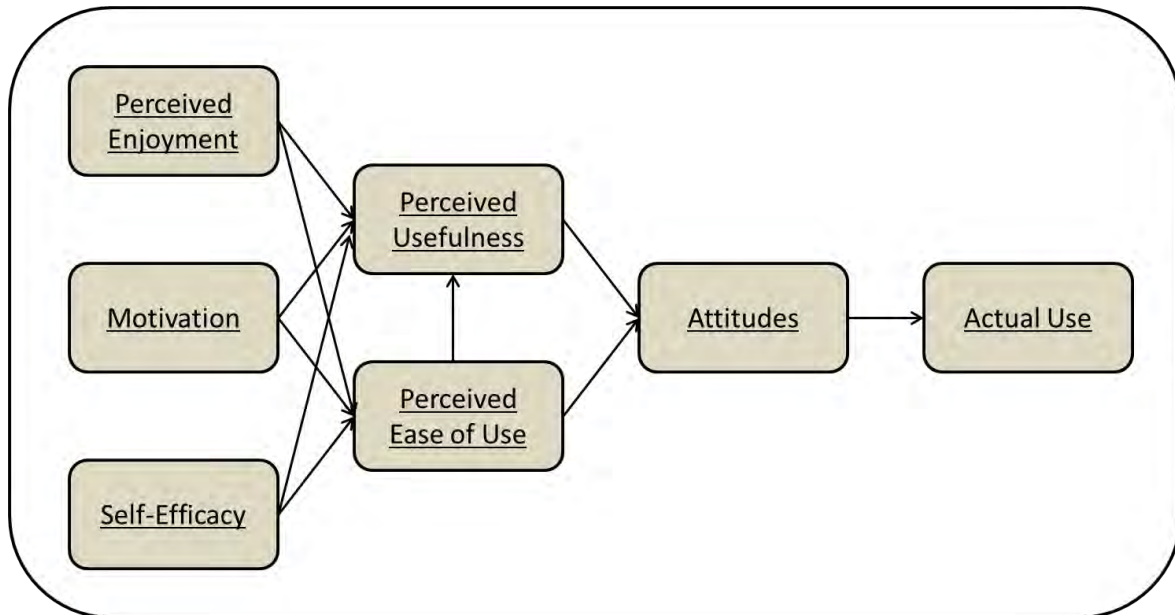 Perceived
Enjoyment
Motivation
Self-Efficacy
Perceived
Usefulness
Perceived
Ease of Use
Attitudes
Actual Use